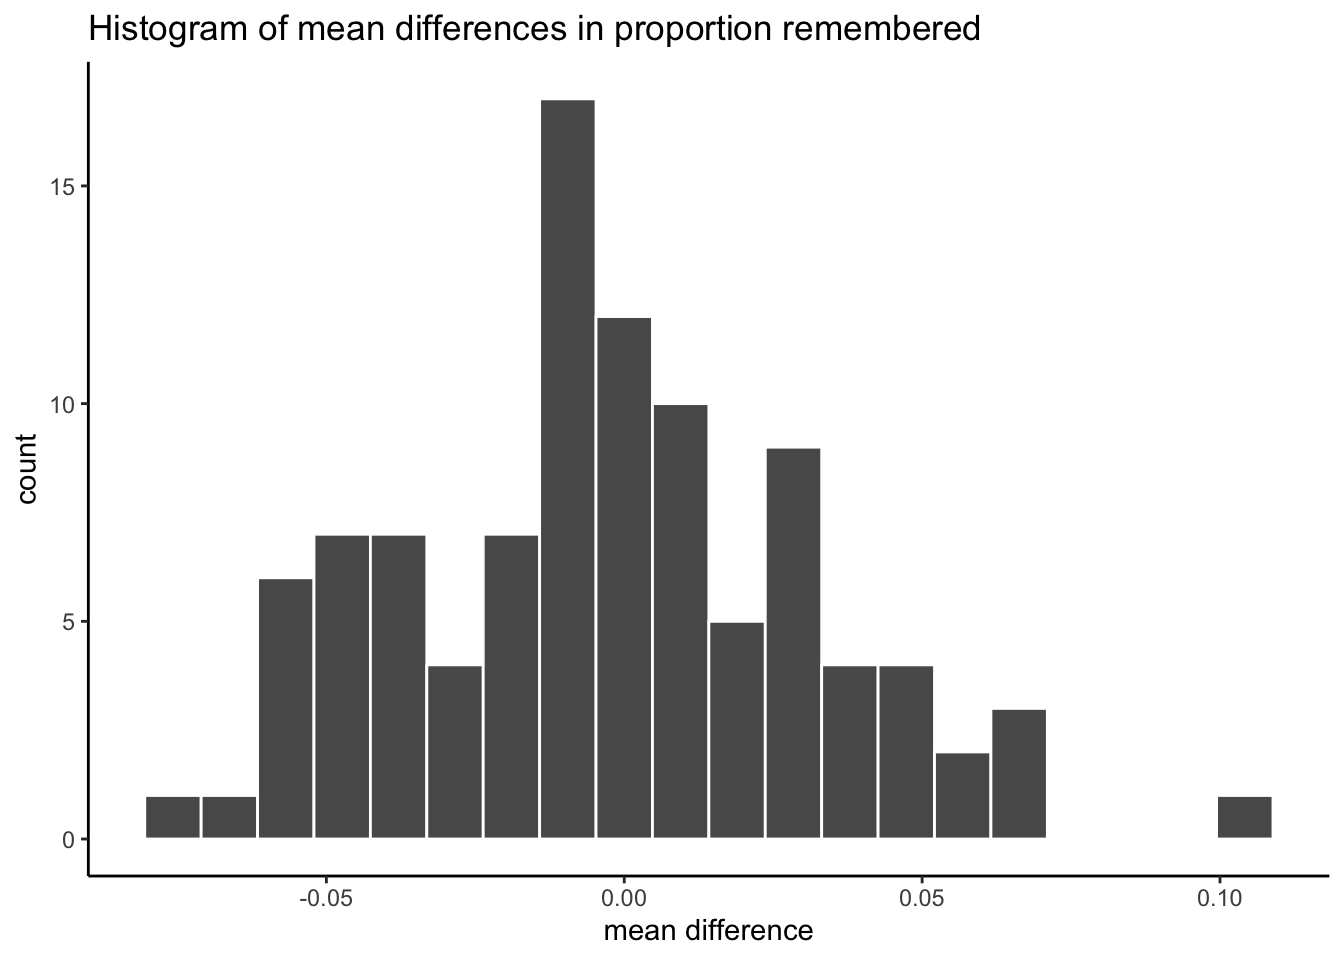 Histogram of mean differences in proportion remembered
15
10
5
0
count
-0.05
0.00
0.05
0.10
mean difference